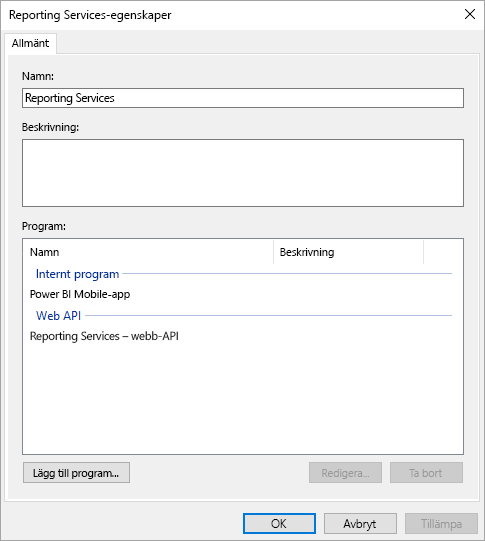 Reporting Services-egenskaper
Allmänt
Namn:
Reporting Services
Beskrivning:
Program:
Namn Beskrivning
Internt program
Power BI Mobile-app
Web API
Reporting Services – webb-API
Lägg till program... Redigera... Ta bort
OK Avbryt Tillämpa